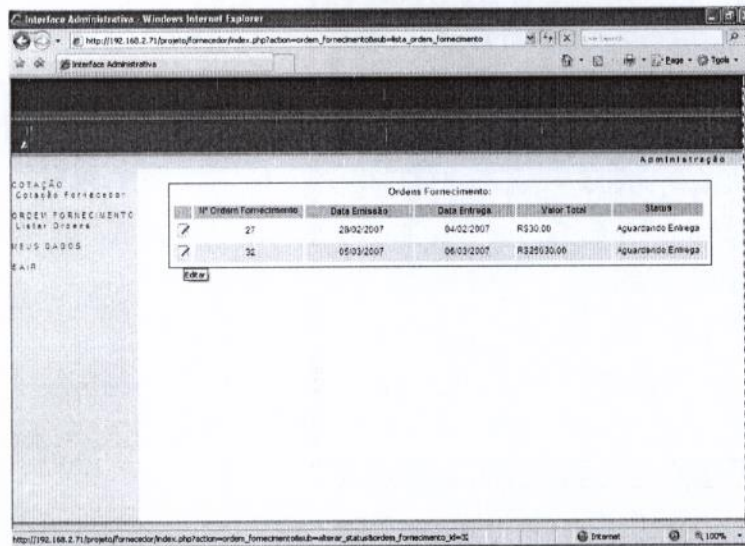 Interface Administrativa - Windows Internet Explorer
http://192.168.2.71/projeto/fornecedor/index.php?action=ordem_fornecimento&sub=lista_ordem_fornecimento
Live Search
Interface Administrativa
Page
Tools
Administração
COTAÇÃO
Cotação Fornecedor
ORDEM FORNECIMENTO
Listar Ordens
MEUS DADOS
SAIR
Ordens Fornecimento:
Nº Ordem Fornecimento Data Emissão Data Entrega Valor Total Status
27 28/02/2007 04/02/2007 R$30.00 Aguardando Entrega
32 05/03/2007 06/03/2007 Aguardando Entrega
Editar
http://192.168.2.71/projeto/fornecedor/index.php?action=ordem_fornecimento&sub=alterar_status&ordem_fornecimento_id=32
Internet 100%